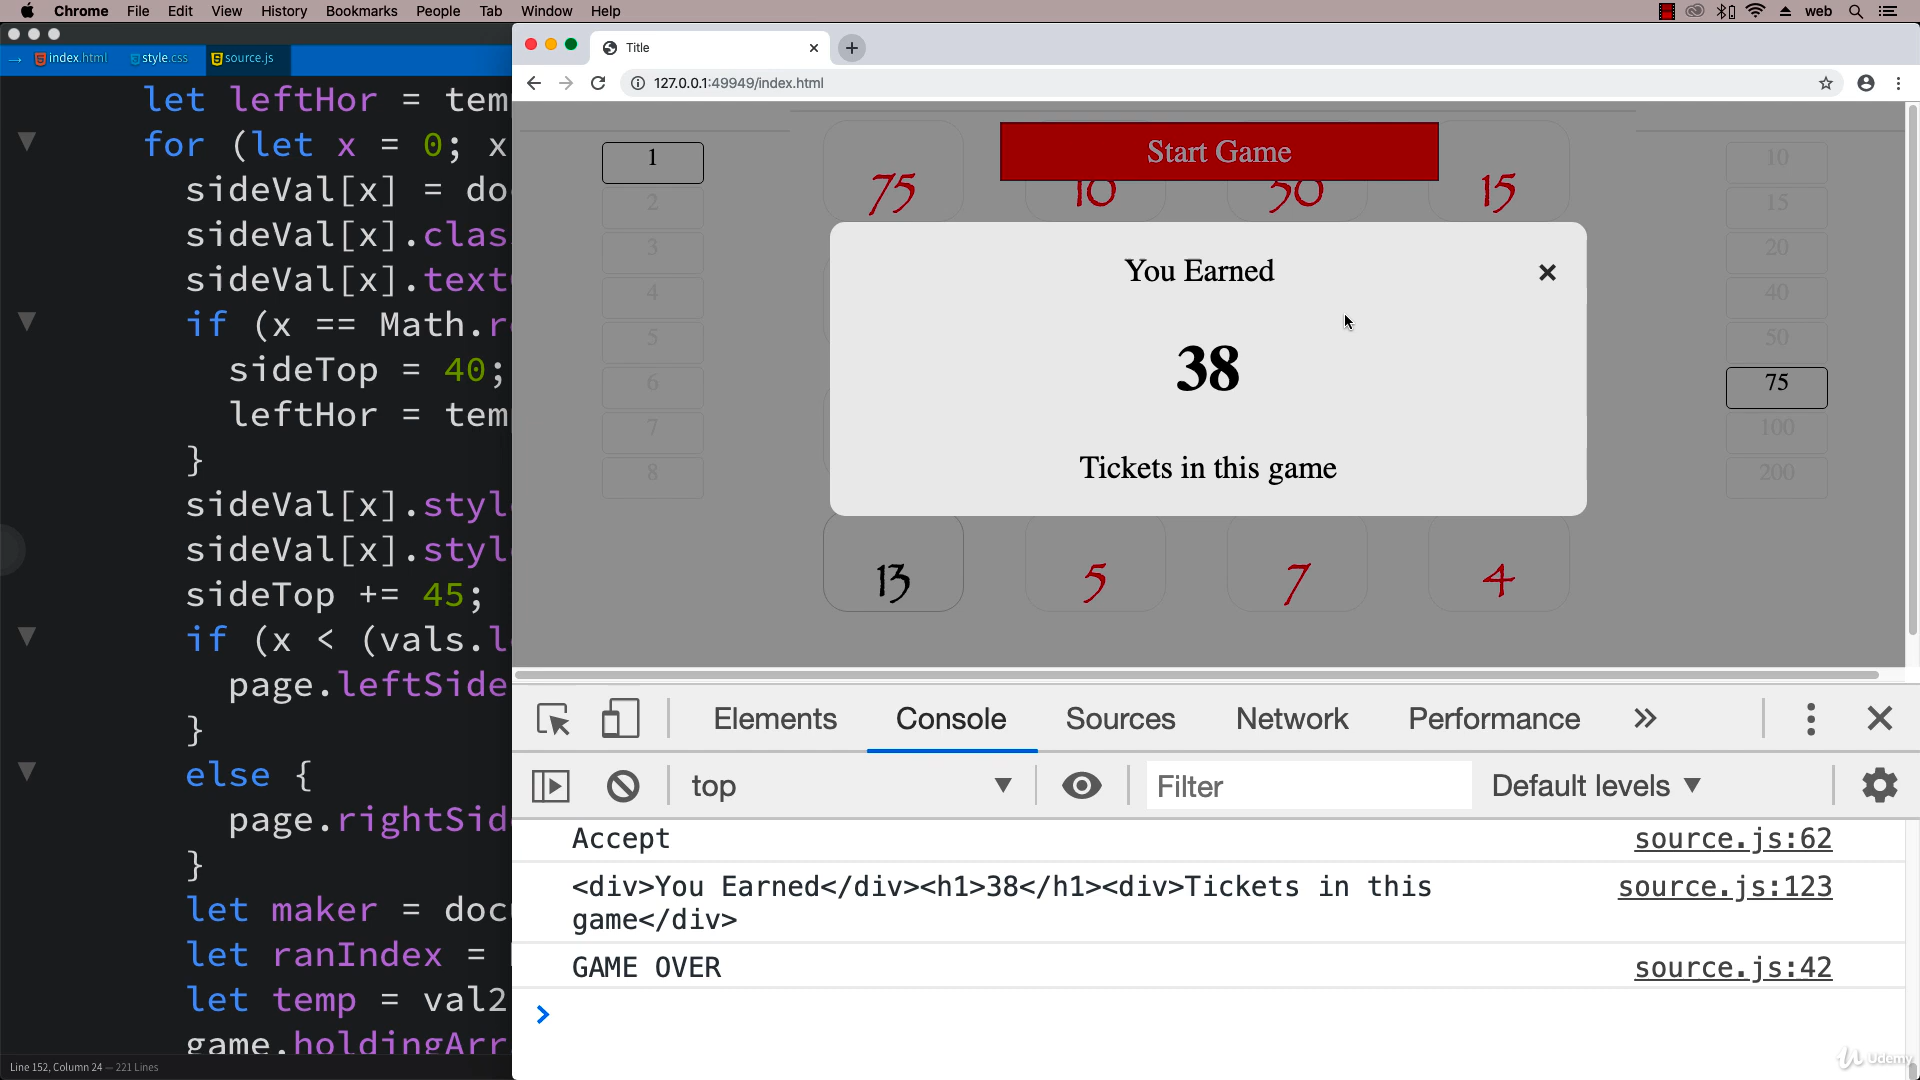 Chrome File Edit View History Bookmarks People Tab Window Help web
index.html style.css source.js
let leftHor = tem
for (let x = 0; x
sideVal[x] = do
sideVal[x].clas
sideVal[x].text
if (x == Math.r
sideTop = 40;
leftHor = tem
}
sideVal[x].styl
sideVal[x].styl
sideTop += 45;
if (x < (vals.l
page.leftSide
}
else {
page.rightSid
}
let maker = doc
let ranIndex =
let temp = val2
game.holdingArr
Line 152, Column 24 — 221 Lines
Title
127.0.0.1:49949/index.html
Start Game
75 10 50 15
1
2
3
4
5
6
7
8
You Earned
38
Tickets in this game
13 5 7 4
10
15
20
40
50
75
100
200
Elements Console Sources Network Performance
top Filter Default levels
Accept source.js:62
<div>You Earned</div><h1>38</h1><div>Tickets in this source.js:123
game</div>
GAME OVER source.js:42
Udemy